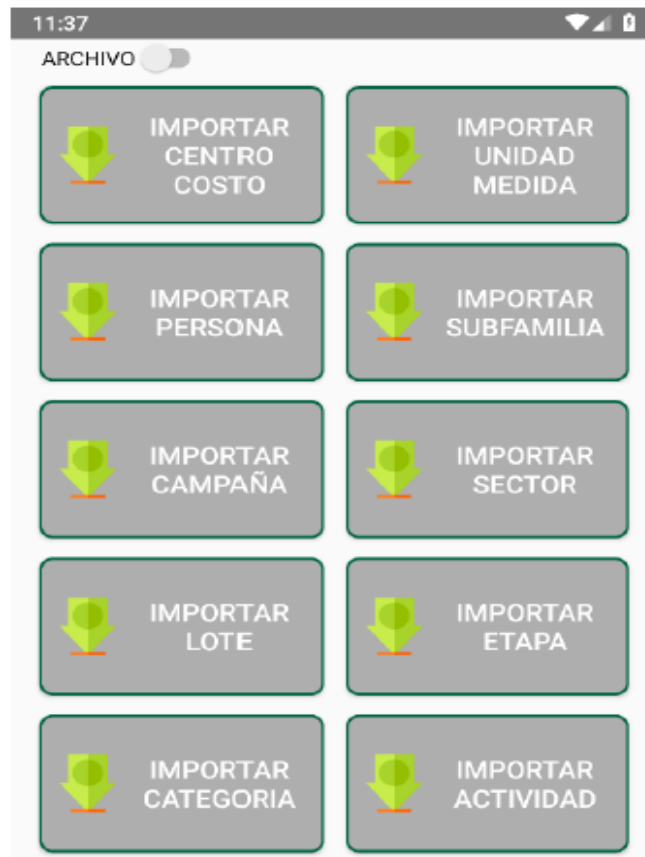 11:37
ARCHIVO
IMPORTAR
CENTRO
COSTO
IMPORTAR
UNIDAD
MEDIDA
IMPORTAR
PERSONA
IMPORTAR
SUBFAMILIA
IMPORTAR
CAMPAÑA
IMPORTAR
SECTOR
IMPORTAR
LOTE
IMPORTAR
ETAPA
IMPORTAR
CATEGORIA
IMPORTAR
ACTIVIDAD